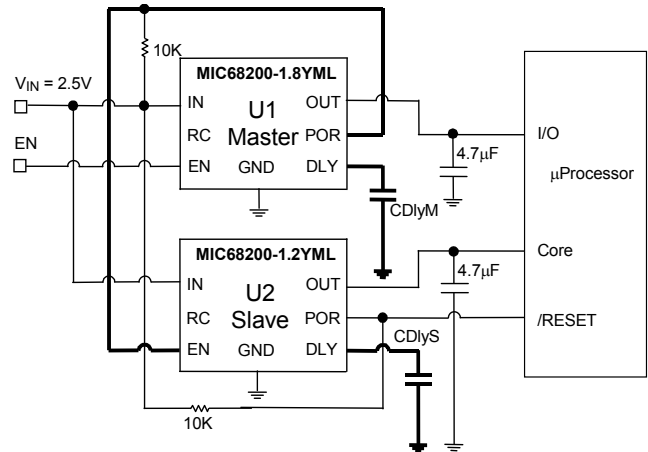 10K
V_IN = 2.5V
EN
MIC68200-1.8YML
IN
OUT
U1
RC
Master
POR
EN
GND
DLY
I/O
4.7µF
µProcessor
CDlyM
MIC68200-1.2YML
IN
OUT
U2
RC
Slave
POR
EN
GND
DLY
Core
4.7µF
/RESET
CDlyS
10K